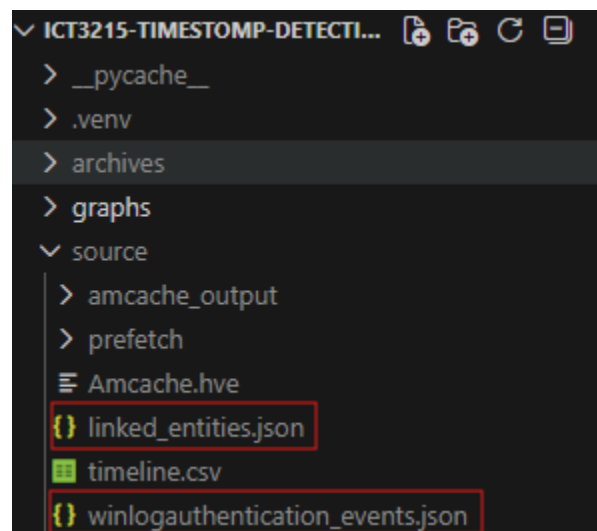 ICT3215-TIMESTOMP-DETECTI...
__pycache__
.venv
archives
graphs
source
amcache_output
prefetch
Amcache.hve
{} linked_entities.json
timeline.csv
{} winlogauthentication_events.json